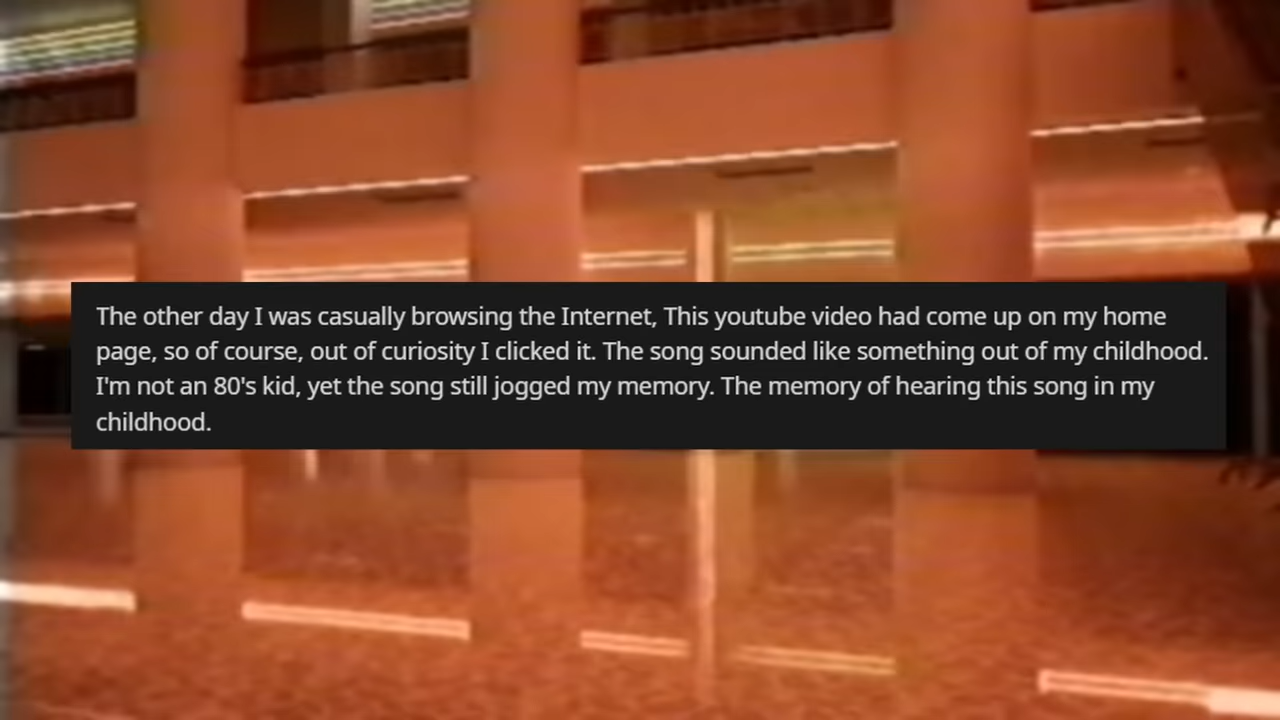 The other day I was casually browsing the Internet, This youtube video had come up on my home
page, so of course, out of curiosity I clicked it. The song sounded like something out of my childhood.
I'm not an 80's kid, yet the song still jogged my memory. The memory of hearing this song in my
childhood.